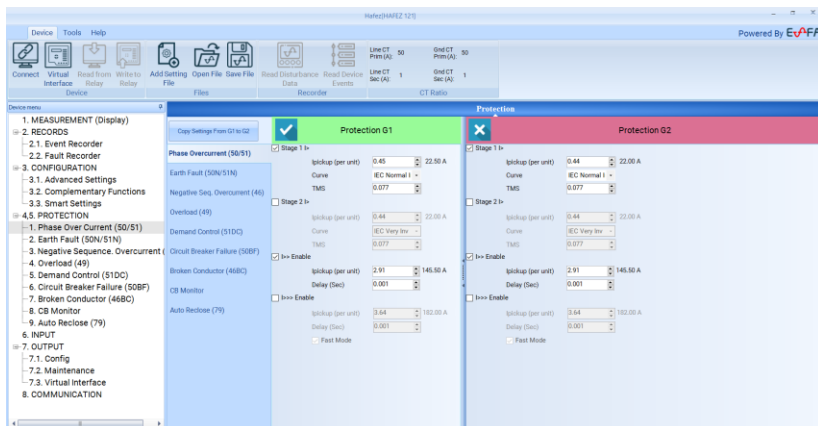 Hafez(HAFEZ 121)
Device Tools Help
Powered By
Connect
Virtual Interface
Read from Relay
Write to Relay
Add Setting File
Open File
Save File
Read Disturbance Data
Read Device Events
Line CT Prim (A): 50
Gnd CT Prim (A): 50
Line CT Sec (A): 1
Gnd CT Sec (A): 1
Device
Files
Recorder
CT Ratio
Device menu
1. MEASUREMENT (Display)
2. RECORDS
2.1. Event Recorder
2.2. Fault Recorder
3. CONFIGURATION
3.1. Advanced Settings
3.2. Complementary Functions
3.3. Smart Settings
4,5. PROTECTION
1. Phase Over Current (50/51)
2. Earth Fault (50N/51N)
3. Negative Sequence. Overcurrent (
4. Overload (49)
5. Demand Control (51DC)
6. Circuit Breaker Failure (50BF)
7. Broken Conductor (46BC)
8. CB Monitor
9. Auto Reclose (79)
6. INPUT
7. OUTPUT
7.1. Config
7.2. Maintenance
7.3. Virtual Interface
8. COMMUNICATION
Protection
Copy Settings From G1 to G2
Phase Overcurrent (50/51)
Earth Fault (50N/51N)
Negative Seq. Overcurrent (46)
Overload (49)
Demand Control (51DC)
Circuit Breaker Failure (50BF)
Broken Conductor (46BC)
CB Monitor
Auto Reclose (79)
Protection G1
Stage 1 I>
Ipickup (per unit) 0.45 22.50 A
Curve IEC Normal I
TMS 0.077
Stage 2 I>
Ipickup (per unit) 0.44 22.00 A
Curve IEC Very Inv
TMS 0.077
I>> Enable
Ipickup (per unit) 2.91 145.50 A
Delay (Sec) 0.001
I>>> Enable
Ipickup (per unit) 3.64 182.00 A
Delay (Sec) 0.001
Fast Mode
Protection G2
Stage 1 I>
Ipickup (per unit) 0.44 22.00 A
Curve IEC Normal I
TMS 0.077
Stage 2 I>
Ipickup (per unit) 0.44 22.00 A
Curve IEC Very Inv
TMS 0.077
I>> Enable
Ipickup (per unit) 2.91 145.50 A
Delay (Sec) 0.001
I>>> Enable
Ipickup (per unit) 3.64 182.00 A
Delay (Sec) 0.001
Fast Mode